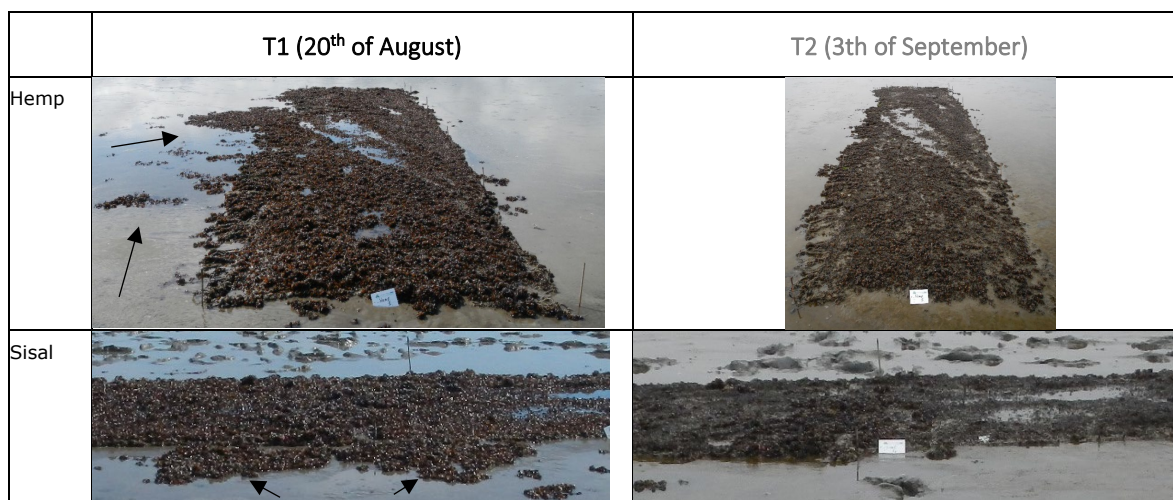 T1 (20th of August)
T2 (3th of September)
Hemp
Sisal